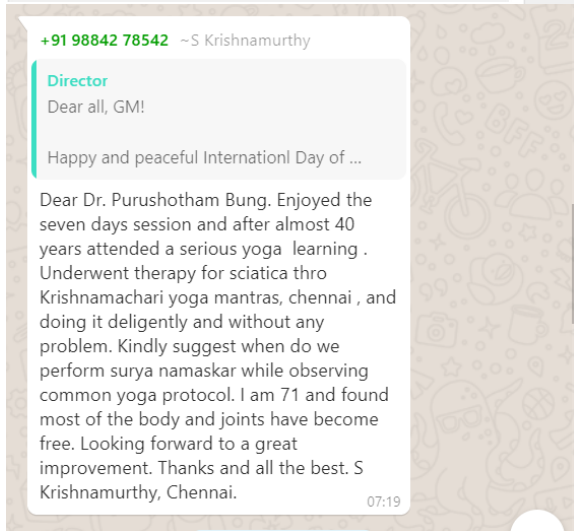 +91 98842 78542 ~S Krishnamurthy
Director
Dear all, GM!
Happy and peaceful Internationl Day of ...
Dear Dr. Purushotham Bung. Enjoyed the
seven days session and after almost 40
years attended a serious yoga  learning .
Underwent therapy for sciatica thro
Krishnamachari yoga mantras, chennai , and
doing it deligently and without any
problem. Kindly suggest when do we
perform surya namaskar while observing
common yoga protocol. I am 71 and found
most of the body and joints have become
free. Looking forward to a great
improvement. Thanks and all the best. S
Krishnamurthy, Chennai.
07:19